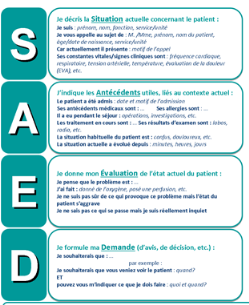 S
Je décris la Situation actuelle concernant le patient :
Je suis : prénom, nom, fonction, service/unité
Je vous appelle au sujet de : M. /Mme, prénom, nom du patient,
âge/date de naissance, service/unité
Car actuellement il présente : motif de l'appel
Ses constantes vitales/signes cliniques sont : fréquence cardiaque,
respiratoire, tension artérielle, température, évaluation de la douleur
(EVA), etc.
A
J'indique les Antécédents utiles, liés au contexte actuel :
Le patient a été admis : date et motif de l'admission
Ses antécédents médicaux sont : ... Ses allergies sont : ...
Il a eu pendant le séjour : opérations, investigations, etc.
Les traitement en cours sont : ... Ses résultats d'examen sont : labos,
radio, etc.
La situation habituelle du patient est : confus, douloureux, etc.
La situation actuelle a évolué depuis : minutes, heures, jours
E
Je donne mon Evaluation de l'état actuel du patient :
Je pense que le problème est : ...
J'ai fait : donné de l'oxygène, posé une perfusion, etc.
Je ne suis pas sûr de ce qui provoque ce problème mais l'état du
patient s'aggrave
Je ne sais pas ce qui se passe mais je suis réellement inquiet
D
Je formule ma Demande (d'avis, de décision, etc.) :
Je souhaiterais que : ...
par exemple :
Je souhaiterais que vous veniez voir le patient : quand?
ET
pouvez vous m'indiquer ce que je dois faire : quoi et quand?